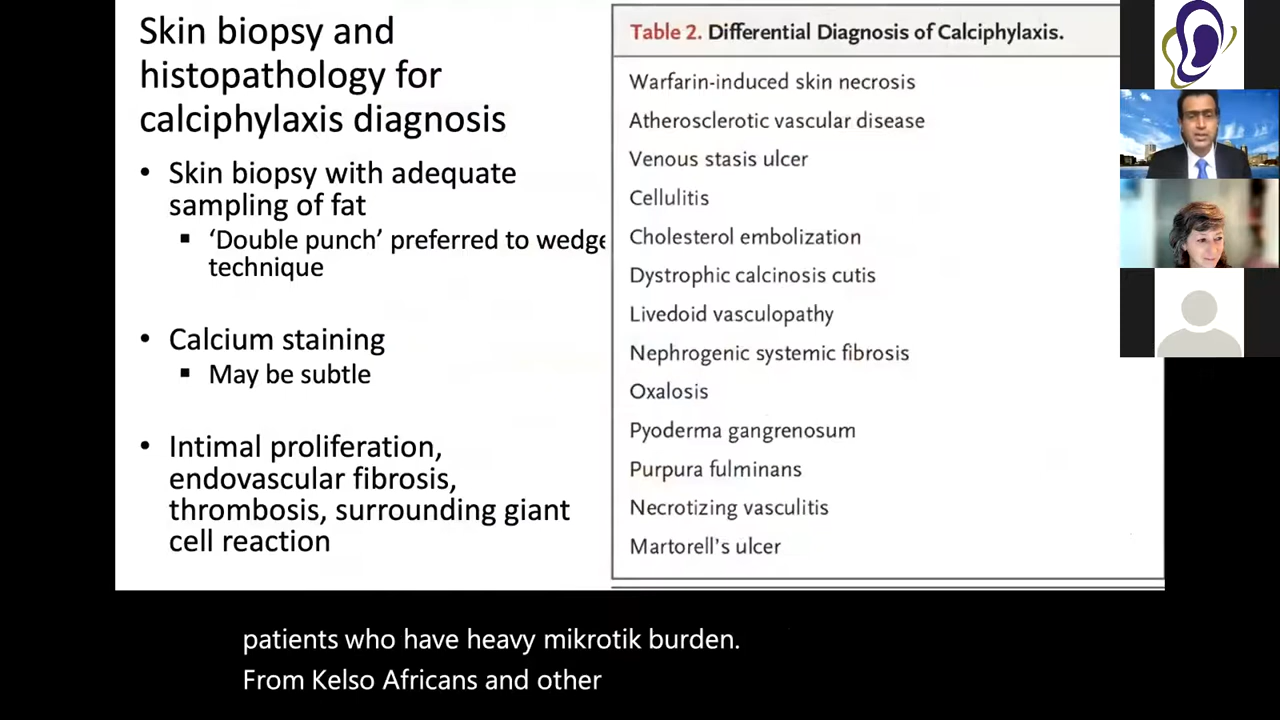 Skin biopsy and
histopathology for
calciphylaxis diagnosis
• Skin biopsy with adequate
sampling of fat
▪ ‘Double punch’ preferred to wedge
technique
• Calcium staining
▪ May be subtle
• Intimal proliferation,
endovascular fibrosis,
thrombosis, surrounding giant
cell reaction
Table 2. Differential Diagnosis of Calciphylaxis.
Warfarin-induced skin necrosis
Atherosclerotic vascular disease
Venous stasis ulcer
Cellulitis
Cholesterol embolization
Dystrophic calcinosis cutis
Livedoid vasculopathy
Nephrogenic systemic fibrosis
Oxalosis
Pyoderma gangrenosum
Purpura fulminans
Necrotizing vasculitis
Martorell’s ulcer
patients who have heavy mikrotik burden.
From Kelso Africans and other